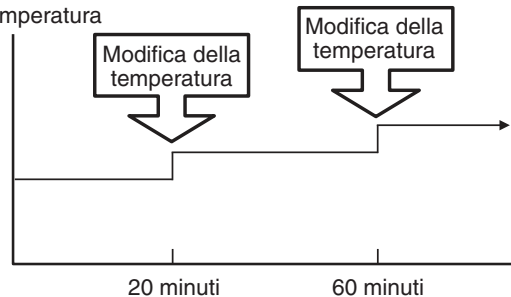 mperatura
Modifica della
temperatura
Modifica della
temperatura
20 minuti
60 minuti